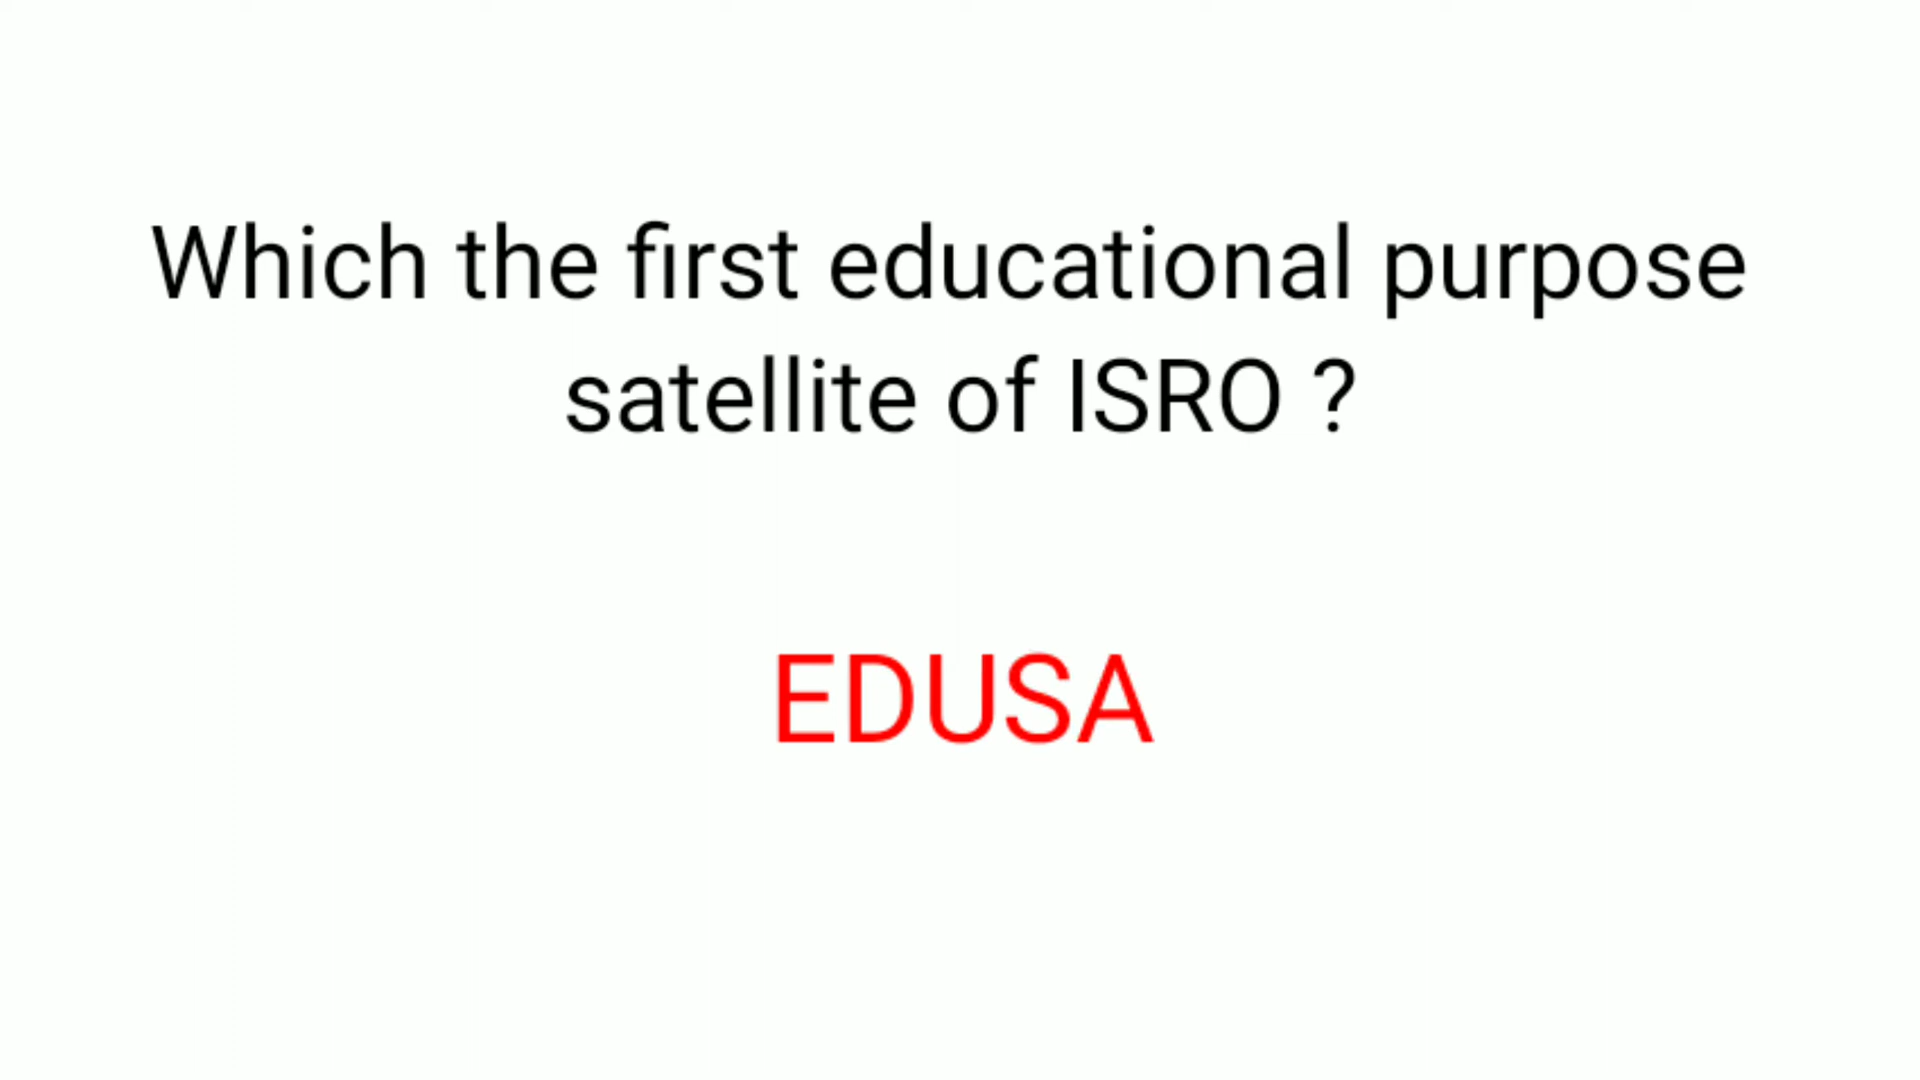 Which the first educational purpose
satellite of ISRO ?
EDUSA